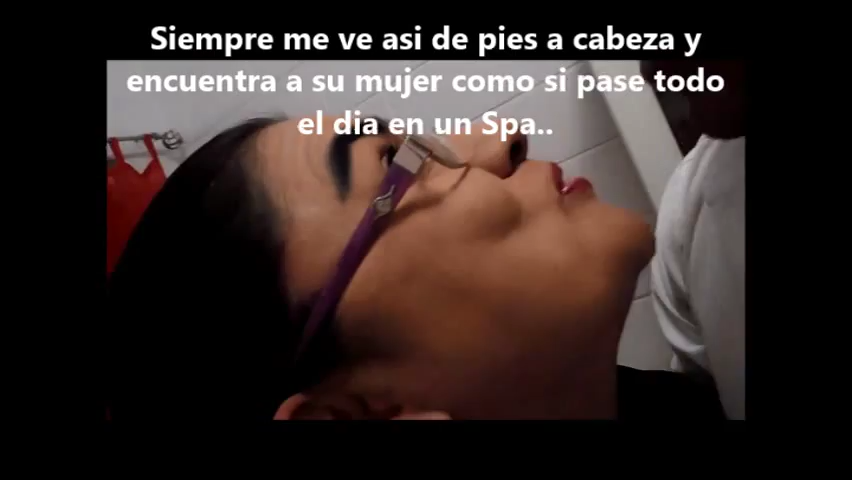 Siempre me ve asi de pies a cabeza y
encuentra a su mujer como si pase todo
el dia en un Spa..